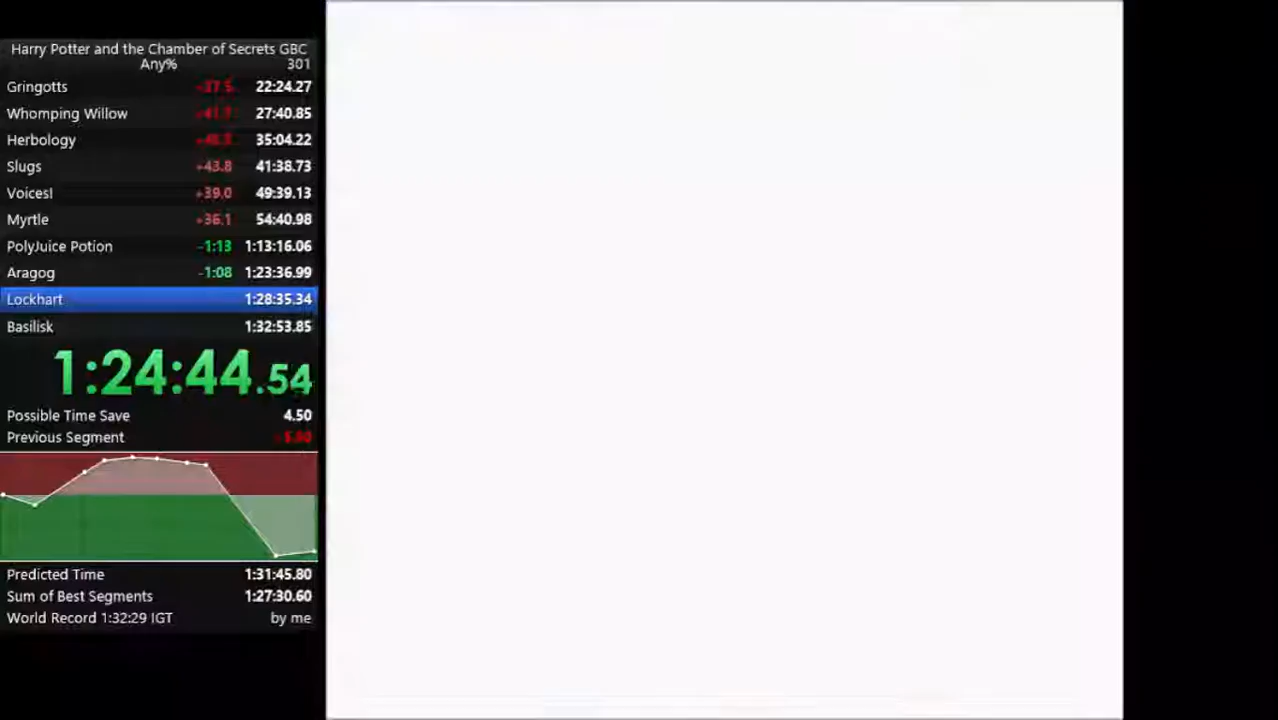 Harry Potter and the Chamber of Secrets GBC
Any% 301
Gringotts 22:24.27
Whomping Willow 27:40.85
Herbology 35:04.22
Slugs +43.8 41:38.73
Voices! +39.0 49:39.13
Myrtle +36.1 54:40.98
PolyJuice Potion -1:13 1:13:16.06
Aragog -1:08 1:23:36.99
Lockhart 1:28:35.34
Basilisk 1:32:53.85
1:24:44.54
Possible Time Save 4.50
Previous Segment
Predicted Time 1:31:45.80
Sum of Best Segments 1:27:30.60
World Record 1:32:29 IGT by me